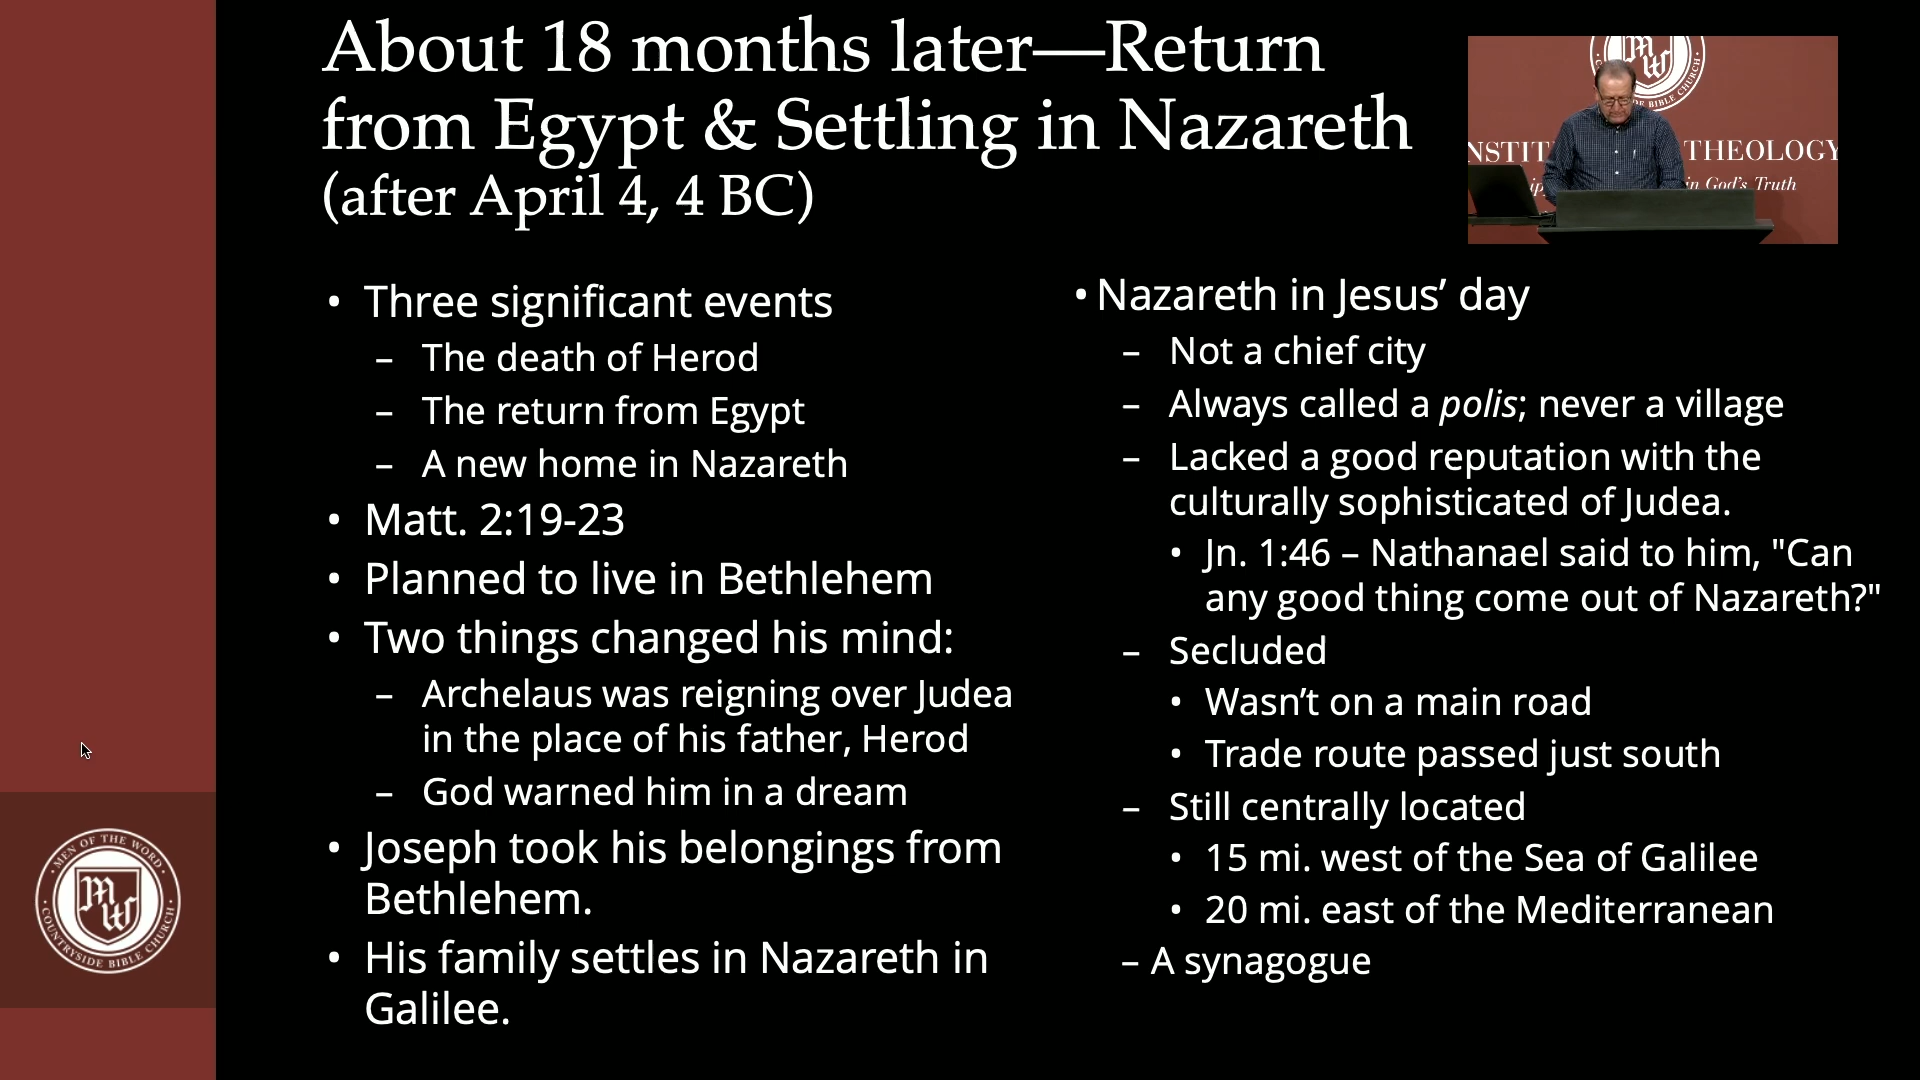 About 18 months later—Return
from Egypt & Settling in Nazareth
(after April 4, 4 BC)
• Three significant events
– The death of Herod
– The return from Egypt
– A new home in Nazareth
• Matt. 2:19-23
• Planned to live in Bethlehem
• Two things changed his mind:
– Archelaus was reigning over Judea
in the place of his father, Herod
– God warned him in a dream
• Joseph took his belongings from
Bethlehem.
• His family settles in Nazareth in
Galilee.
• Nazareth in Jesus’ day
– Not a chief city
– Always called a polis; never a village
– Lacked a good reputation with the
culturally sophisticated of Judea.
• Jn. 1:46 – Nathanael said to him, "Can
any good thing come out of Nazareth?"
– Secluded
• Wasn’t on a main road
• Trade route passed just south
– Still centrally located
• 15 mi. west of the Sea of Galilee
• 20 mi. east of the Mediterranean
– A synagogue
MW
NSTIT THEOLOGY
in God's Truth
MEN OF THE WORD
MW
COUNTRYSIDE BIBLE CHURCH